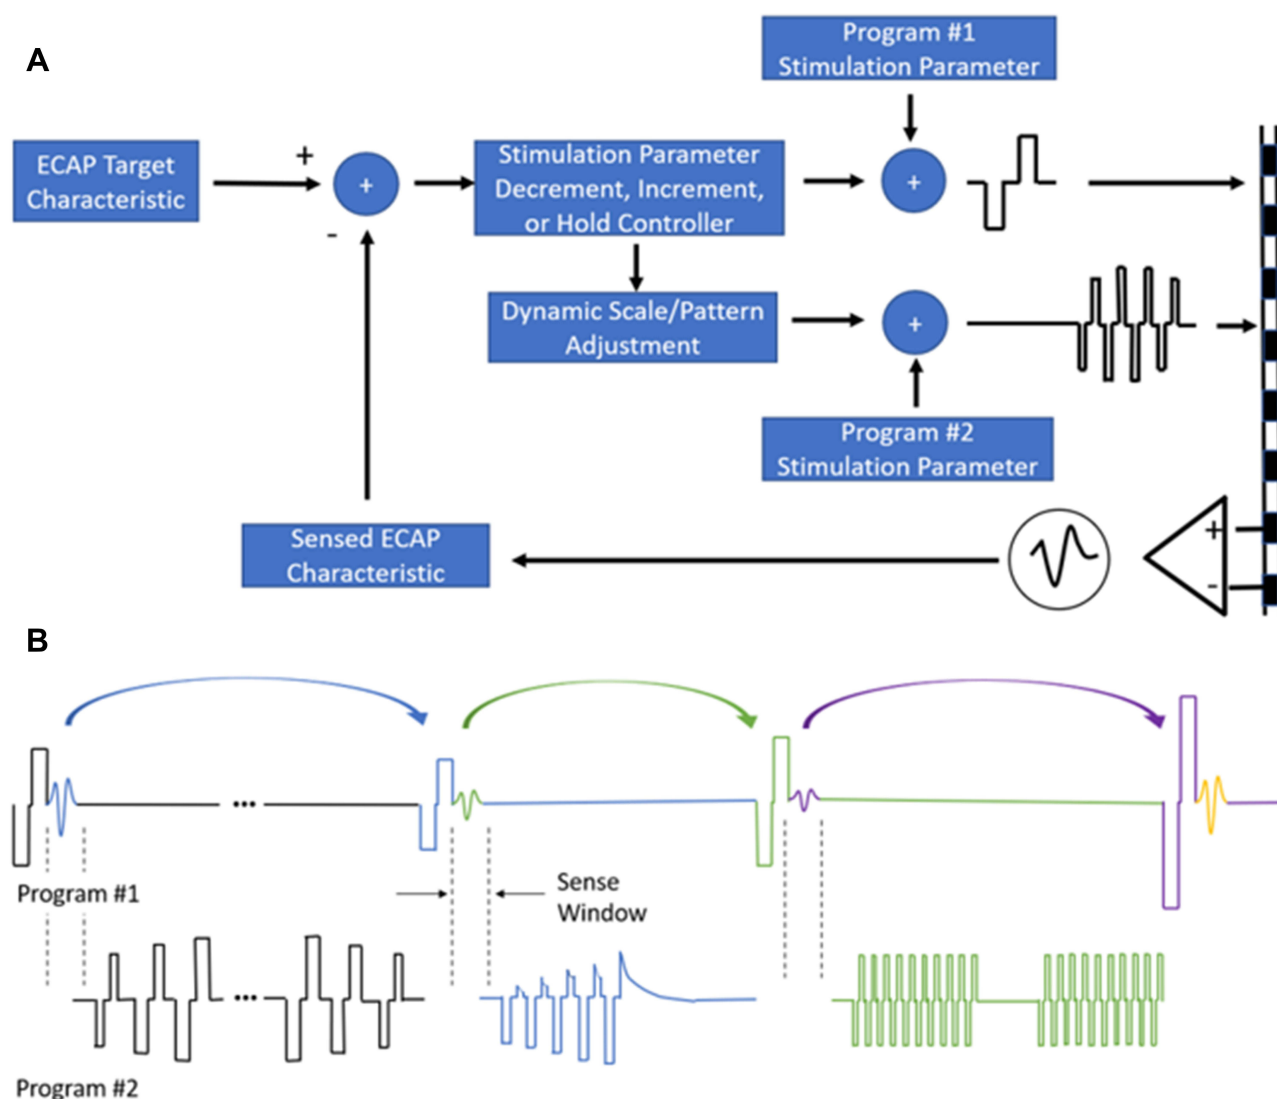 A
Program #1
Stimulation Parameter
ECAP Target
Characteristic
+
-
+
Stimulation Parameter
Decrement, Increment,
or Hold Controller
+
Dynamic Scale/Pattern
Adjustment
+
Program #2
Stimulation Parameter
Sensed ECAP
Characteristic
+
-
B
Program #1
Sense
Window
Program #2